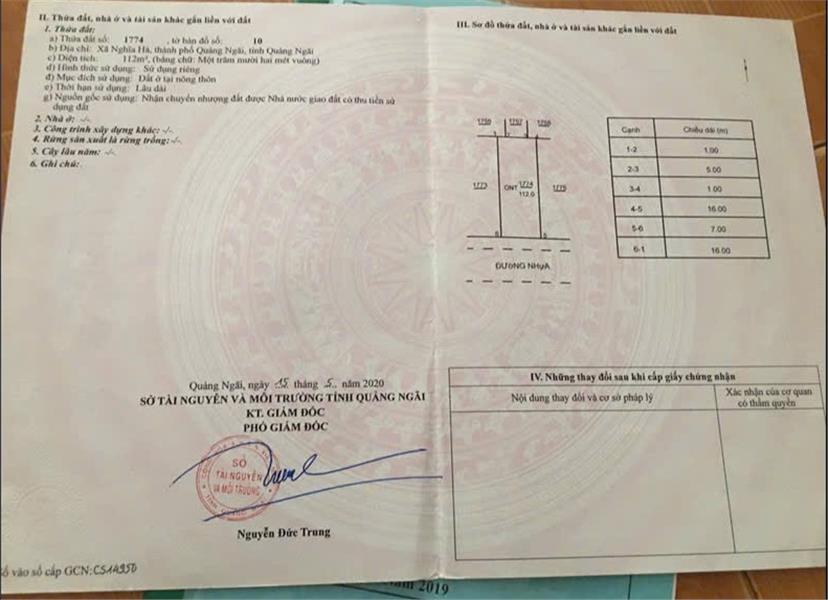 II. Thửa đất, nhà ở và tài sản khác gắn liền với đất
1. Thửa đất:
a) Thửa đất số: 1774 , tờ bản đồ số: 10
b) Địa chỉ: Xã Nghĩa Hà, thành phố Quảng Ngãi, tỉnh Quảng Ngãi
c) Diện tích: 112m², (bằng chữ: Một trăm mười hai mét vuông)
d) Hình thức sử dụng: Sử dụng riêng
đ) Mục đích sử dụng: Đất ở tại nông thôn
e) Thời hạn sử dụng: Lâu dài
g) Nguồn gốc sử dụng: Nhận chuyển nhượng đất được Nhà nước giao đất có thu tiền sử
dụng đất
2. Nhà ở: -/-
3. Công trình xây dựng khác: -/-
4. Rừng sản xuất là rừng trồng: -/-
5. Cây lâu năm: -/-
6. Ghi chú:
Quảng Ngãi, ngày 15 tháng 5 năm 2020
SỞ TÀI NGUYÊN VÀ MÔI TRƯỜNG TỈNH QUẢNG NGÃI
KT. GIÁM ĐỐC
PHÓ GIÁM ĐỐC
SỞ
TÀI NGUYÊN
VÀ MÔI TRƯỜNG
Nguyễn Đức Trung
Số vào sổ cấp GCN: CS14950
III. Sơ đồ thửa đất, nhà ở và tài sản khác gắn liền với đất
1773
ONT 1774
112.0
1775
ĐƯỜNG NHỰA
Cạnh Chiều dài (m)
1-2 1.00
2-3 5.00
3-4 1.00
4-5 16.00
5-6 7.00
6-1 16.00
IV. Những thay đổi sau khi cấp giấy chứng nhận
Nội dung thay đổi và cơ sở pháp lý
Xác nhận của cơ quan
có thẩm quyền
năm 2019